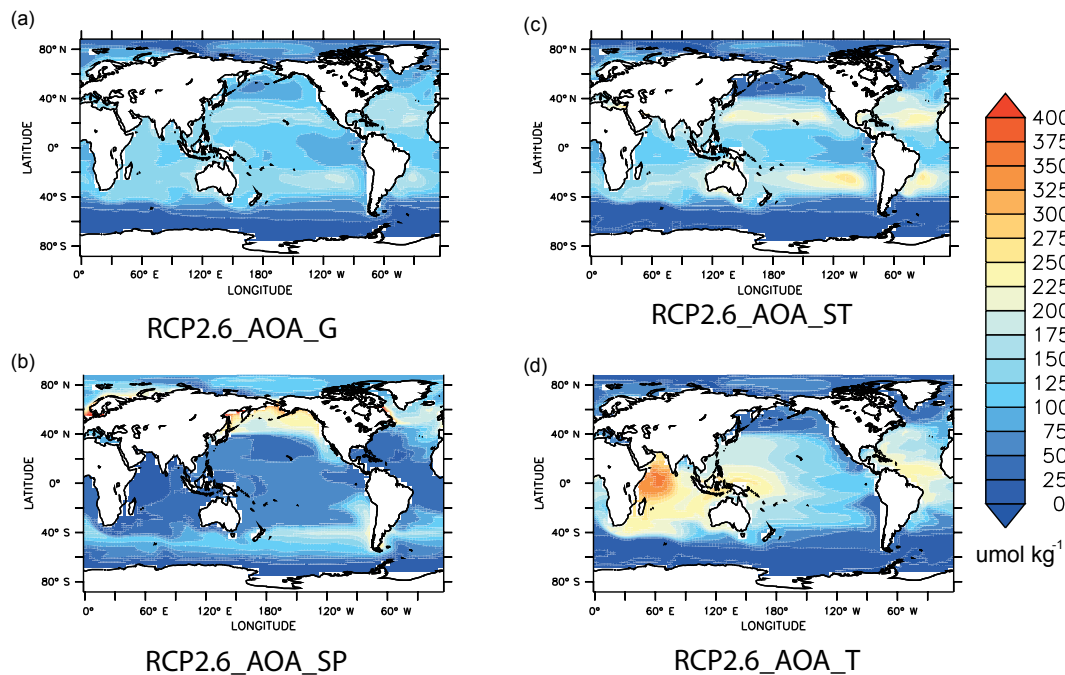 (a)
80° N
40° N
0°
40° S
80° S
LATITUDE
0°
60° E
120° E
180°
120° W
60° W
LONGITUDE
RCP2.6_AOA_G
(c)
80° N
40° N
0°
40° S
80° S
LATITUDE
0°
60° E
120° E
180°
120° W
60° W
LONGITUDE
RCP2.6_AOA_ST
(b)
80° N
40° N
0°
40° S
80° S
LATITUDE
0°
60° E
120° E
180°
120° W
60° W
LONGITUDE
RCP2.6_AOA_SP
(d)
80° N
40° N
0°
40° S
80° S
LATITUDE
0°
60° E
120° E
180°
120° W
60° W
LONGITUDE
RCP2.6_AOA_T
400
375
350
325
300
275
250
225
200
175
150
125
100
75
50
25
0
umol kg⁻¹